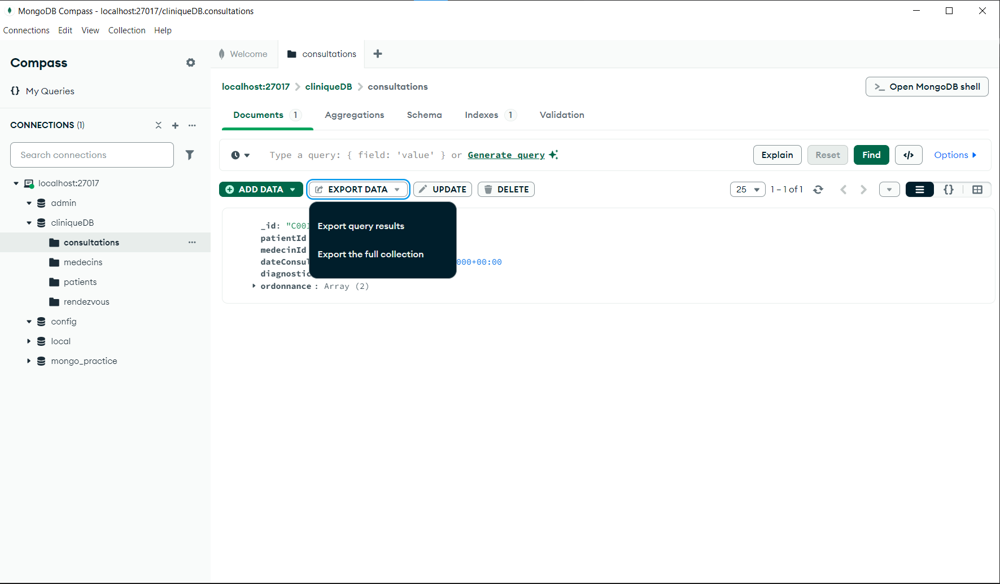 MongoDB Compass - localhost:27017/cliniqueDB.consultations
Connections Edit View Collection Help
Compass
{} My Queries
CONNECTIONS (1)
Search connections
localhost:27017
admin
cliniqueDB
consultations
medecins
patients
rendezvous
config
local
mongo_practice
Welcome
consultations
localhost:27017 > cliniqueDB > consultations
>_ Open MongoDB shell
Documents 1 Aggregations Schema Indexes 1 Validation
Type a query: { field: 'value' } or Generate query
Explain Reset Find </> Options
ADD DATA EXPORT DATA UPDATE DELETE
25 1 – 1 of 1 {}
Export query results
Export the full collection
_id: "C001
patientId
medecinId
dateConsul 000+00:00
diagnostic
ordonnance : Array (2)